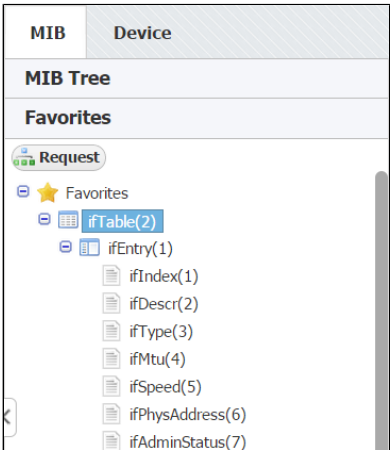 MIB Device
MIB Tree
Favorites
Request
Favorites
ifTable(2)
ifEntry(1)
ifIndex(1)
ifDescr(2)
ifType(3)
ifMtu(4)
ifSpeed(5)
ifPhysAddress(6)
ifAdminStatus(7)